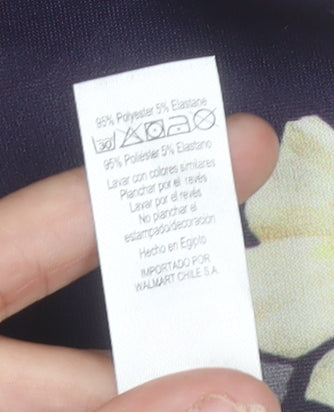 95% Polyester 5% Elastane
30
95% Poliéster 5% Elastano
Lavar con colores similares
Planchar por el revés
Lavar por el revés
No planchar el
estampado/decoración
Hecho en Egipto
IMPORTADO POR
WALMART CHILE S.A.